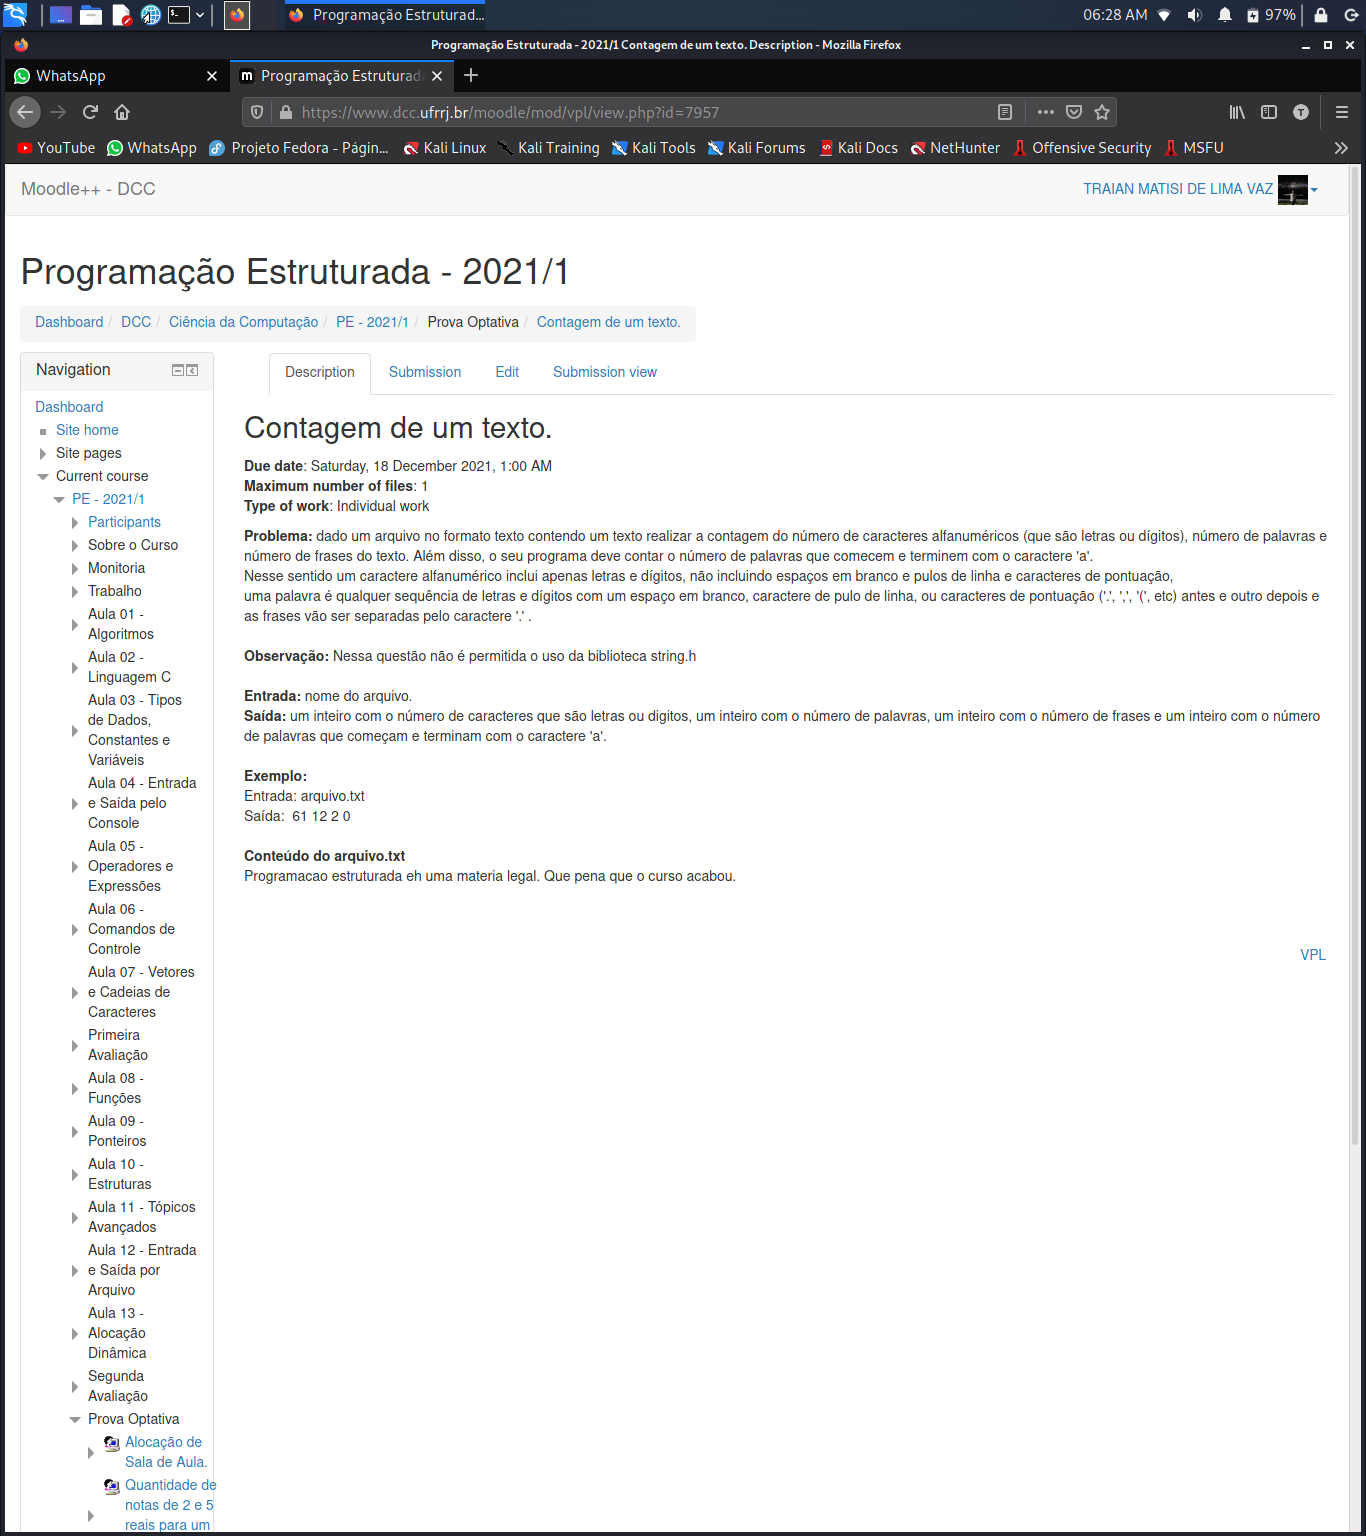 Programação Estruturad...
06:28 AM
97%
Programação Estruturada - 2021/1 Contagem de um texto. Description - Mozilla Firefox
WhatsApp
Programação Estruturada
https://www.dcc.ufrrj.br/moodle/mod/vpl/view.php?id=7957
T
YouTube
WhatsApp
Projeto Fedora - Págin...
Kali Linux
Kali Training
Kali Tools
Kali Forums
Kali Docs
NetHunter
Offensive Security
MSFU
Moodle++ - DCC
TRAIAN MATISI DE LIMA VAZ
Programação Estruturada - 2021/1
Dashboard / DCC / Ciência da Computação / PE - 2021/1 / Prova Optativa / Contagem de um texto.
Navigation
Dashboard
Site home
Site pages
Current course
PE - 2021/1
Participants
Sobre o Curso
Monitoria
Trabalho
Aula 01 -
Algoritmos
Aula 02 -
Linguagem C
Aula 03 - Tipos
de Dados,
Constantes e
Variáveis
Aula 04 - Entrada
e Saída pelo
Console
Aula 05 -
Operadores e
Expressões
Aula 06 -
Comandos de
Controle
Aula 07 - Vetores
e Cadeias de
Caracteres
Primeira
Avaliação
Aula 08 -
Funções
Aula 09 -
Ponteiros
Aula 10 -
Estruturas
Aula 11 - Tópicos
Avançados
Aula 12 - Entrada
e Saída por
Arquivo
Aula 13 -
Alocação
Dinâmica
Segunda
Avaliação
Prova Optativa
Alocação de
Sala de Aula.
Quantidade de
notas de 2 e 5
reais para um
Description
Submission
Edit
Submission view
Contagem de um texto.
Due date: Saturday, 18 December 2021, 1:00 AM
Maximum number of files: 1
Type of work: Individual work
Problema: dado um arquivo no formato texto contendo um texto realizar a contagem do número de caracteres alfanuméricos (que são letras ou dígitos), número de palavras e
número de frases do texto. Além disso, o seu programa deve contar o número de palavras que comecem e terminem com o caractere 'a'.
Nesse sentido um caractere alfanumérico inclui apenas letras e dígitos, não incluindo espaços em branco e pulos de linha e caracteres de pontuação,
uma palavra é qualquer sequência de letras e dígitos com um espaço em branco, caractere de pulo de linha, ou caracteres de pontuação ('.', ',', '(', etc) antes e outro depois e
as frases vão ser separadas pelo caractere '.' .
Observação: Nessa questão não é permitida o uso da biblioteca string.h
Entrada: nome do arquivo.
Saída: um inteiro com o número de caracteres que são letras ou digitos, um inteiro com o número de palavras, um inteiro com o número de frases e um inteiro com o número
de palavras que começam e terminam com o caractere 'a'.
Exemplo:
Entrada: arquivo.txt
Saída:  61 12 2 0
Conteúdo do arquivo.txt
Programacao estruturada eh uma materia legal. Que pena que o curso acabou.
VPL